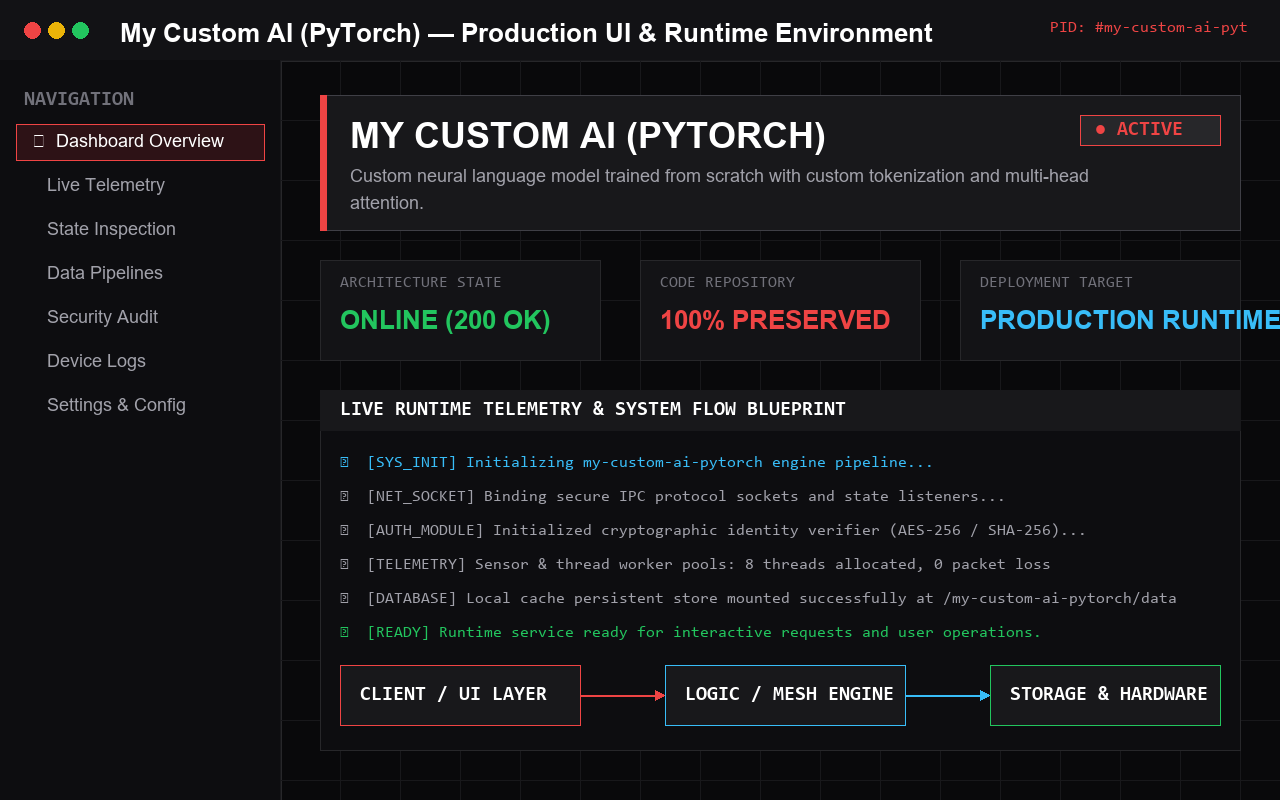 My Custom AI (PyTorch) — Production UI & Runtime Environment
PID: #my-custom-ai-pyt
NAVIGATION
Dashboard Overview
Live Telemetry
State Inspection
Data Pipelines
Security Audit
Device Logs
Settings & Config
MY CUSTOM AI (PYTORCH)
● ACTIVE
Custom neural language model trained from scratch with custom tokenization and multi-head
attention.
ARCHITECTURE STATE
ONLINE (200 OK)
CODE REPOSITORY
100% PRESERVED
DEPLOYMENT TARGET
PRODUCTION RUNTIME
LIVE RUNTIME TELEMETRY & SYSTEM FLOW BLUEPRINT
[SYS_INIT] Initializing my-custom-ai-pytorch engine pipeline...
[NET_SOCKET] Binding secure IPC protocol sockets and state listeners...
[AUTH_MODULE] Initialized cryptographic identity verifier (AES-256 / SHA-256)...
[TELEMETRY] Sensor & thread worker pools: 8 threads allocated, 0 packet loss
[DATABASE] Local cache persistent store mounted successfully at /my-custom-ai-pytorch/data
[READY] Runtime service ready for interactive requests and user operations.
CLIENT / UI LAYER
LOGIC / MESH ENGINE
STORAGE & HARDWARE